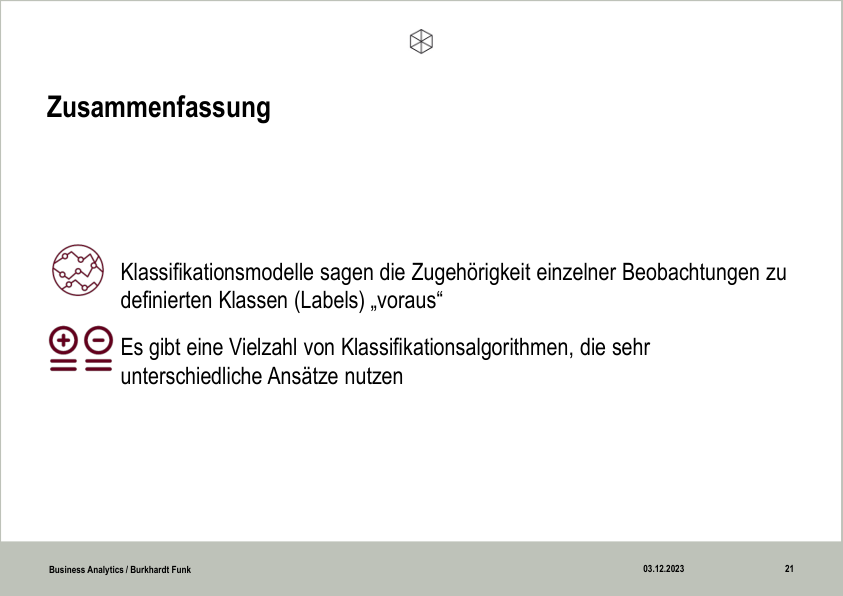 Zusammenfassung
Klassifikationsmodelle sagen die Zugehörigkeit einzelner Beobachtungen zu
definierten Klassen (Labels) „voraus“
Es gibt eine Vielzahl von Klassifikationsalgorithmen, die sehr
unterschiedliche Ansätze nutzen
Business Analytics / Burkhardt Funk 03.12.2023 21